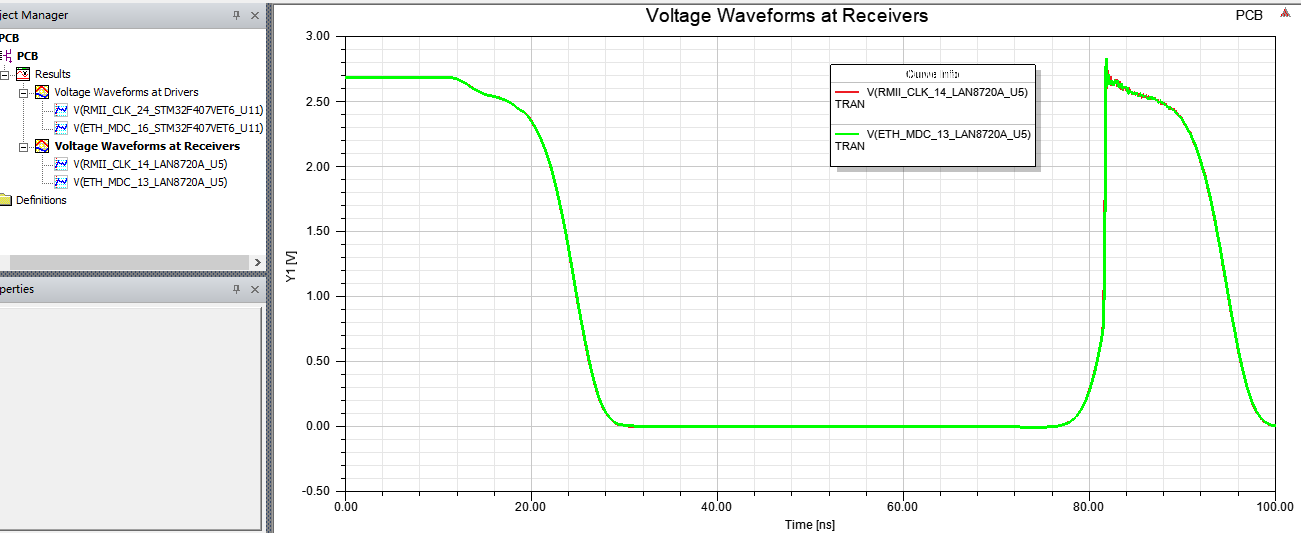 ject Manager
PCB
PCB
Results
Voltage Waveforms at Drivers
V(RMII_CLK_24_STM32F407VET6_U11)
V(ETH_MDC_16_STM32F407VET6_U11)
Voltage Waveforms at Receivers
V(RMII_CLK_14_LAN8720A_U5)
V(ETH_MDC_13_LAN8720A_U5)
Definitions
perties
Voltage Waveforms at Receivers
PCB
Curve Info
V(RMII_CLK_14_LAN8720A_U5)
TRAN
V(ETH_MDC_13_LAN8720A_U5)
TRAN
Y1 [V]
3.00
2.50
2.00
1.50
1.00
0.50
0.00
-0.50
0.00
20.00
40.00
60.00
80.00
100.00
Time [ns]